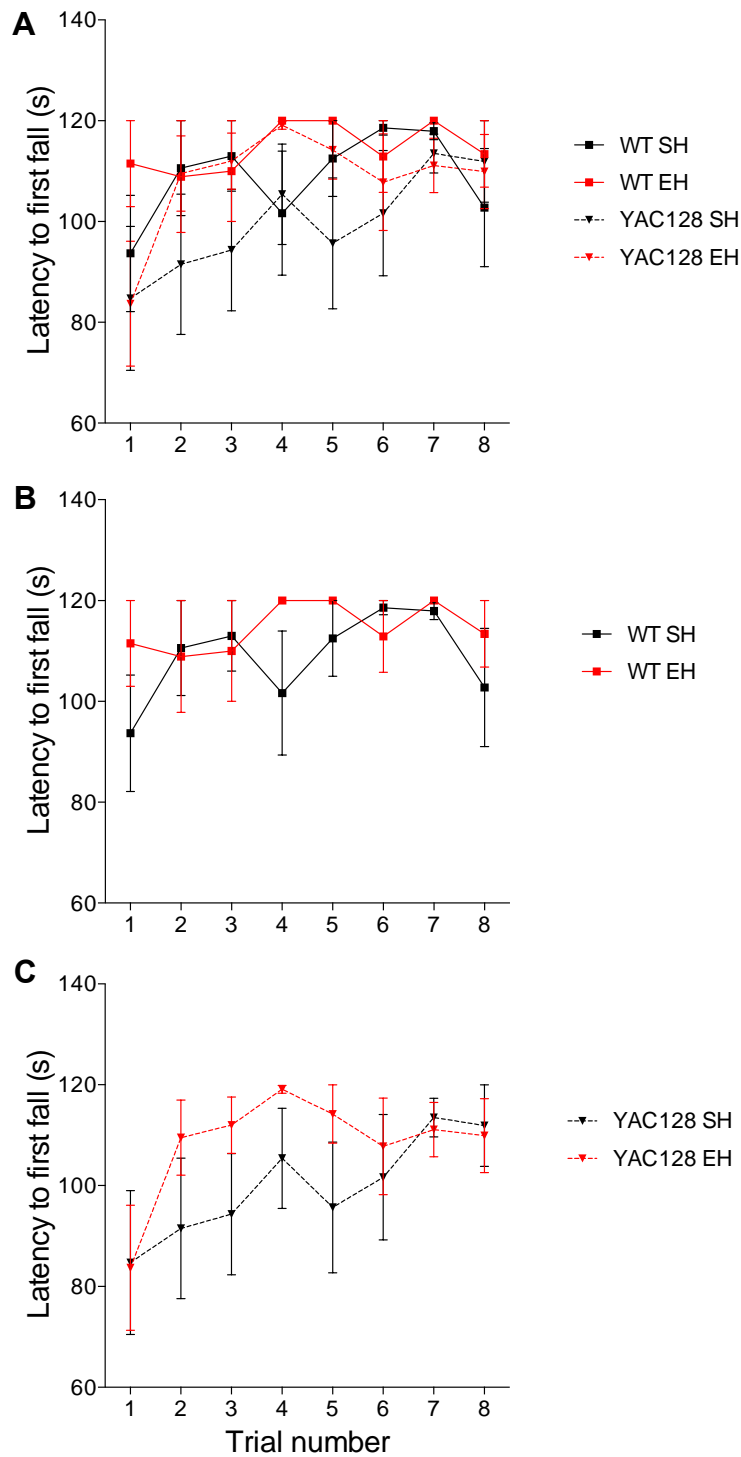 A
140
120
100
80
60
Latency to first fall (s)
1 2 3 4 5 6 7 8
WT SH
WT EH
YAC128 SH
YAC128 EH
B
140
120
100
80
60
Latency to first fall (s)
1 2 3 4 5 6 7 8
WT SH
WT EH
C
140
120
100
80
60
Latency to first fall (s)
1 2 3 4 5 6 7 8
Trial number
YAC128 SH
YAC128 EH